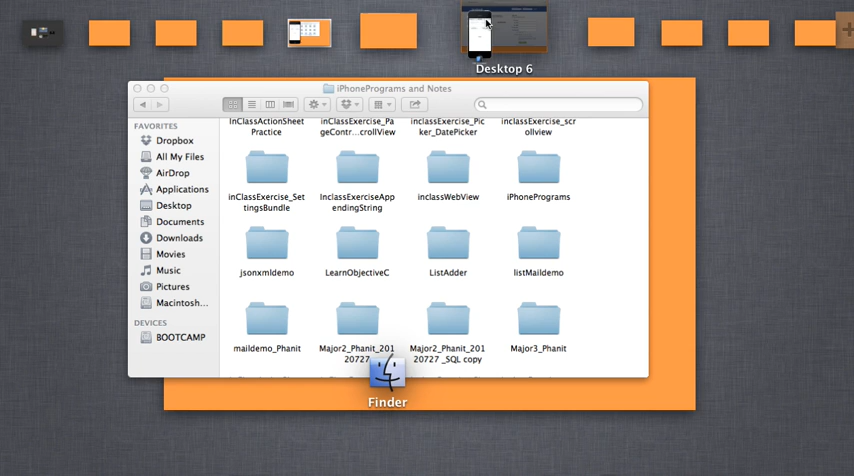 Desktop 6
iPhonePrograms and Notes
FAVORITES
Dropbox
All My Files
AirDrop
Applications
Desktop
Documents
Downloads
Movies
Music
Pictures
Macintosh...
DEVICES
BOOTCAMP
InClassActionSheet
Practice
inClassExercise_Pa
geContr...crollView
inclassExercise_Pic
ker_DatePicker
inclassExercise_scr
ollview
inClassExercise_Set
tingsBundle
InclassExerciseApp
endingString
inclassWebView
iPhonePrograms
jsonxmldemo
LearnObjectiveC
ListAdder
listMaildemo
maildemo_Phanit
Major2_Phanit_201
20727
Major2_Phanit_201
20727 _SQL copy
Major3_Phanit
Finder